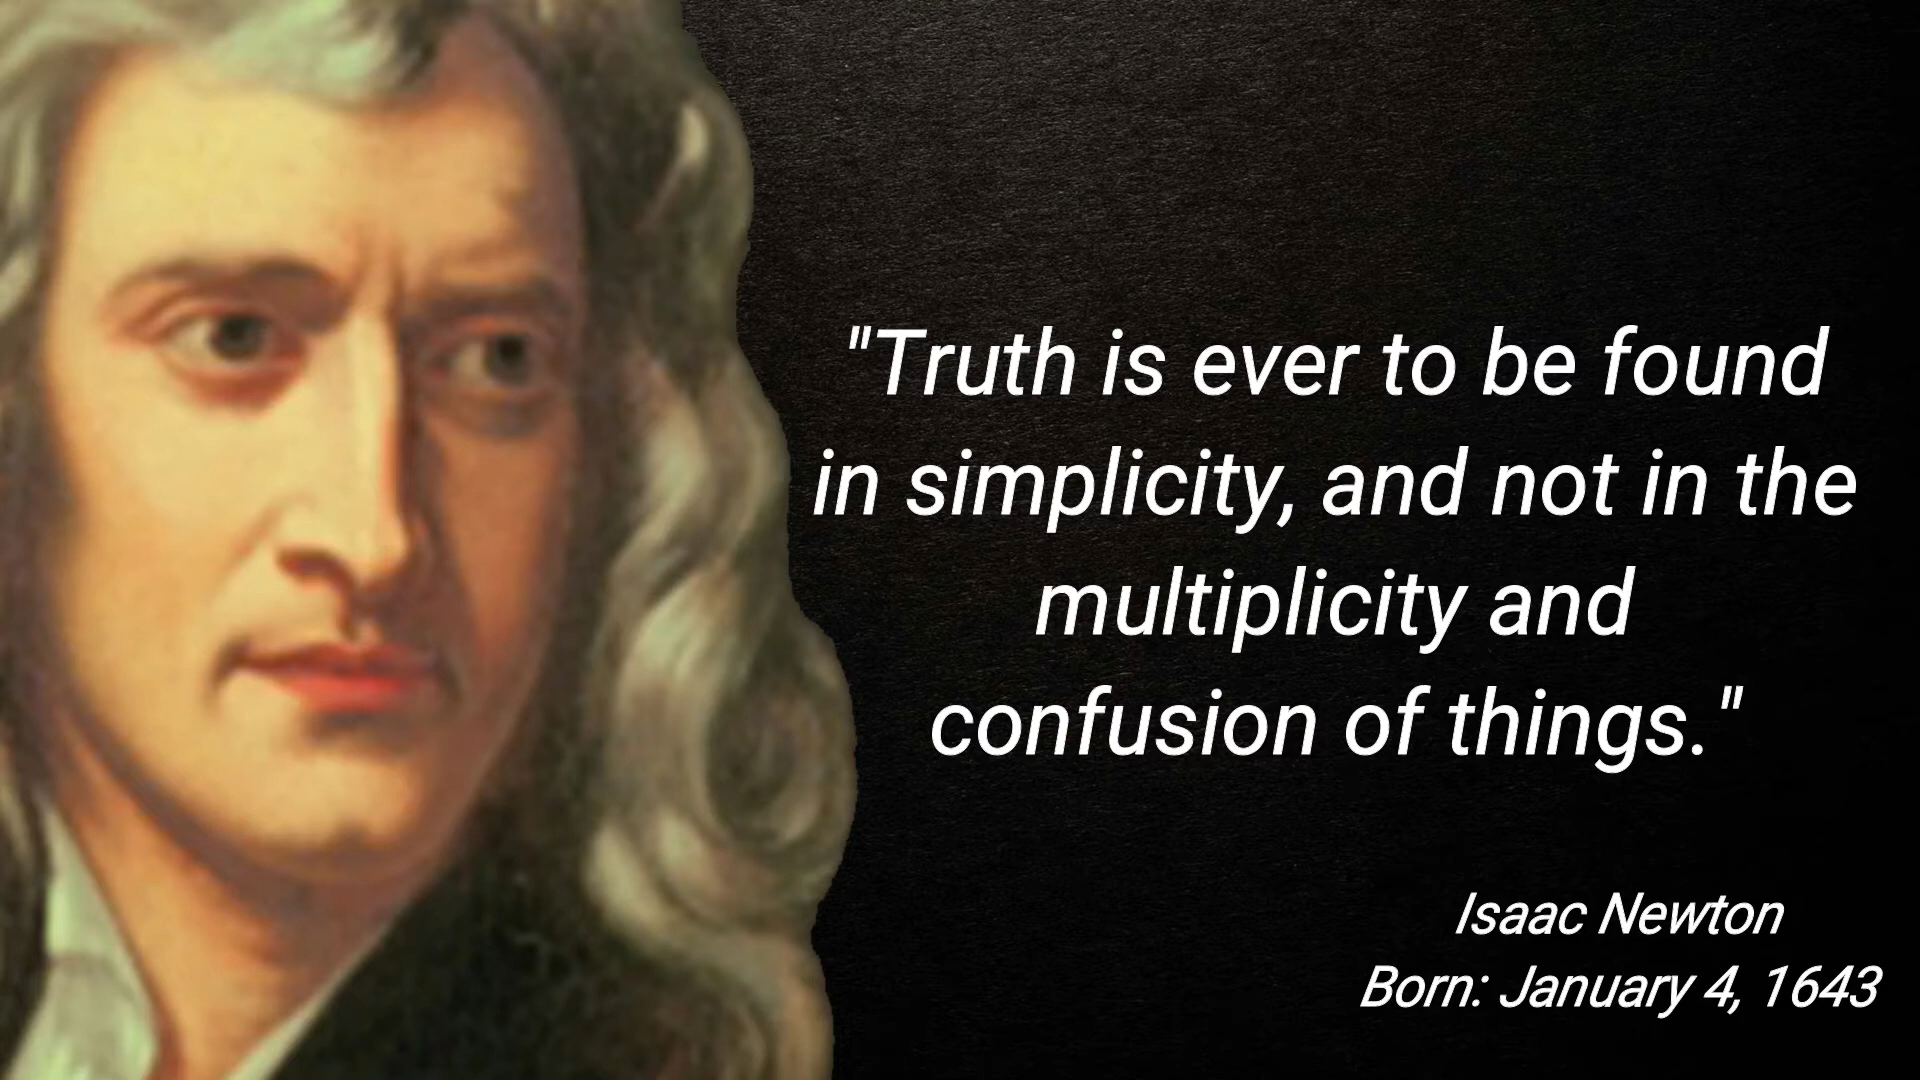 "Truth is ever to be found
in simplicity, and not in the
multiplicity and
confusion of things."
Isaac Newton
Born: January 4, 1643